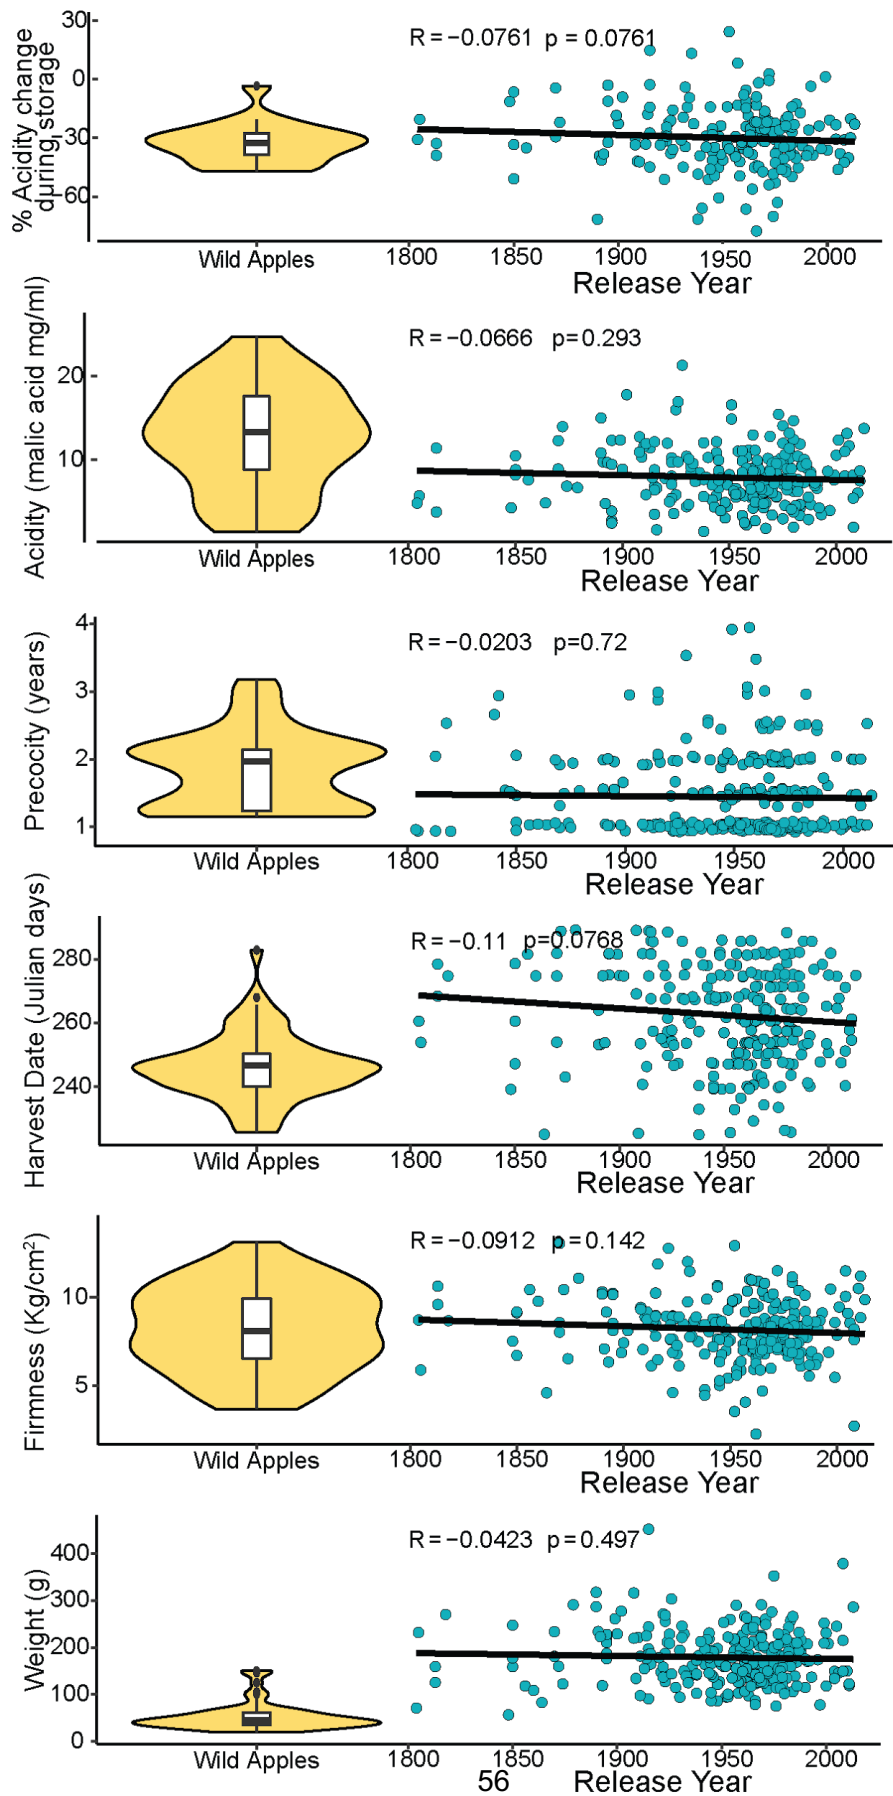 % Acidity change
during storage
30
0
-30
-60
R = −0.0761 p = 0.0761
Wild Apples
1800 1850 1900 1950 2000
Release Year
Acidity (malic acid mg/ml)
20
10
R = −0.0666 p=0.293
Wild Apples
1800 1850 1900 1950 2000
Release Year
Precocity (years)
4
3
2
1
R = −0.0203 p=0.72
Wild Apples
1800 1850 1900 1950 2000
Release Year
Harvest Date (Julian days)
280
260
240
R = −0.11 p=0.0768
Wild Apples
1800 1850 1900 1950 2000
Release Year
Firmness (Kg/cm²)
10
5
R = −0.0912 p = 0.142
Wild Apples
1800 1850 1900 1950 2000
Release Year
Weight (g)
400
300
200
100
0
R = −0.0423 p=0.497
Wild Apples
1800 1850 1900 1950 2000
56 Release Year